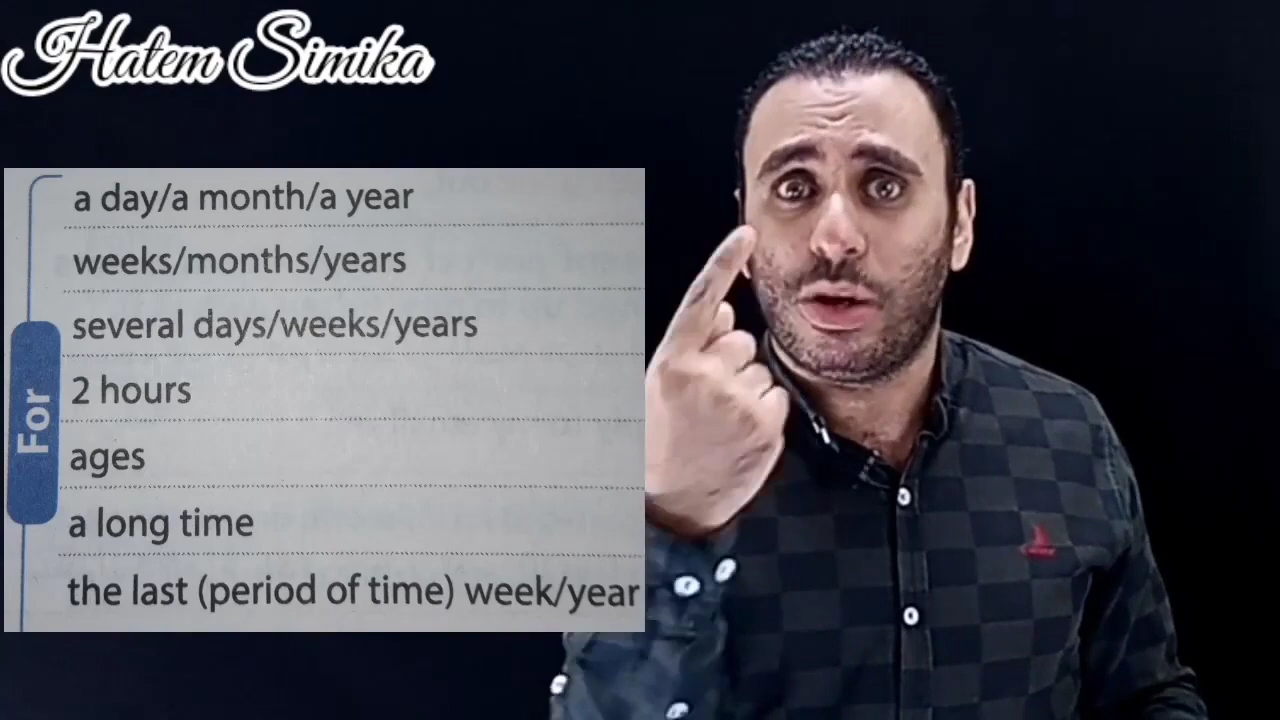 Hatem Simika
a day/a month/a year
weeks/months/years
several days/weeks/years
2 hours
For
ages
a long time
the last (period of time) week/year